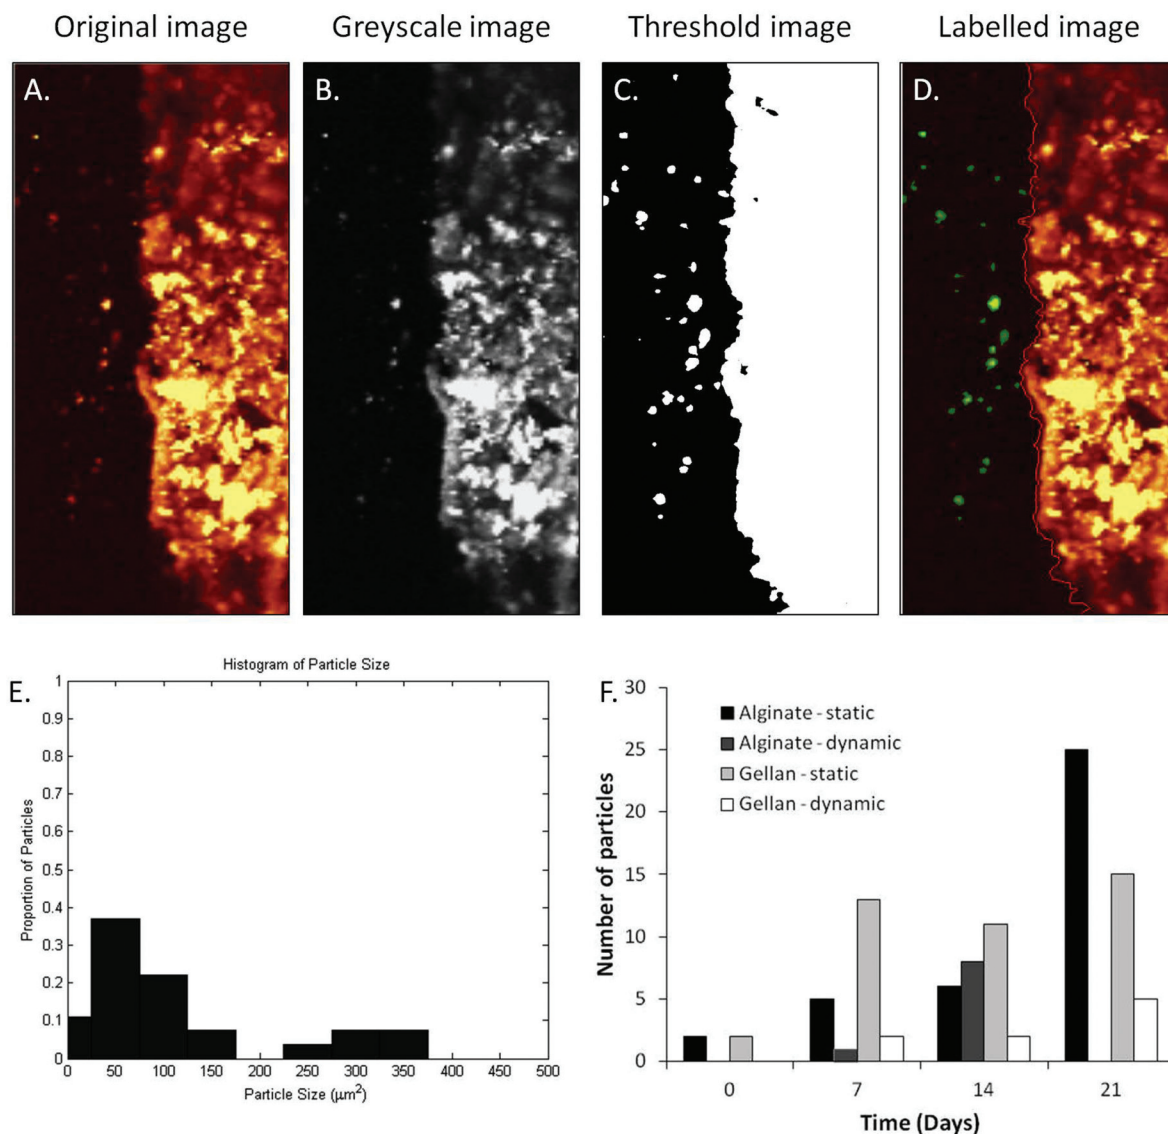 Original image Greyscale image Threshold image Labelled image
A. B. C. D.
E.
Histogram of Particle Size
1
0.9
0.8
0.7
0.6
0.5
0.4
0.3
0.2
0.1
0
Proportion of Particles
0 50 100 150 200 250 300 350 400 450 500
Particle Size (μm²)
F.
30
25
20
15
10
5
0
Number of particles
Alginate - static
Alginate - dynamic
Gellan - static
Gellan - dynamic
0 7 14 21
Time (Days)